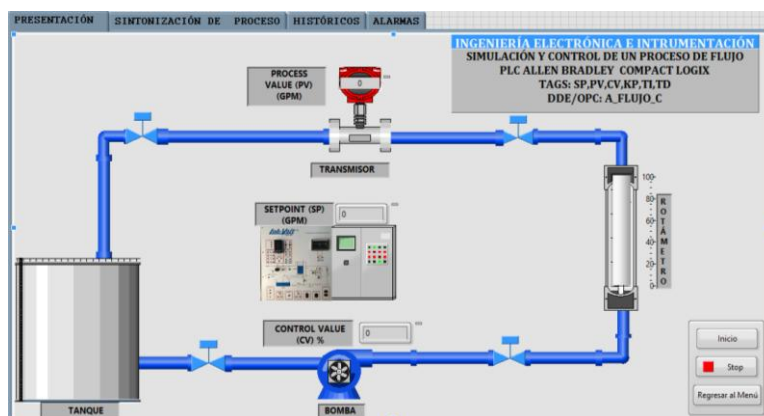 PRESENTACIÓN
SINTONIZACIÓN DE PROCESO
HISTÓRICOS
ALARMAS
INGENIERÍA ELECTRÓNICA E INTRUMENTACIÓN
SIMULACIÓN Y CONTROL DE UN PROCESO DE FLUJO
PLC ALLEN BRADLEY COMPACT LOGIX
TAGS: SP,PV,CV,KP,TI,TD
DDE/OPC: A_FLUJO_C
PROCESS
VALUE (PV)
(GPM)
0
TRANSMISOR
SETPOINT (SP)
(GPM)
0
100
80
60
40
20
0
ROTÁMETRO
CONTROL VALUE
(CV) %
0
TANQUE
BOMBA
Inicio
Stop
Regresar al Menú